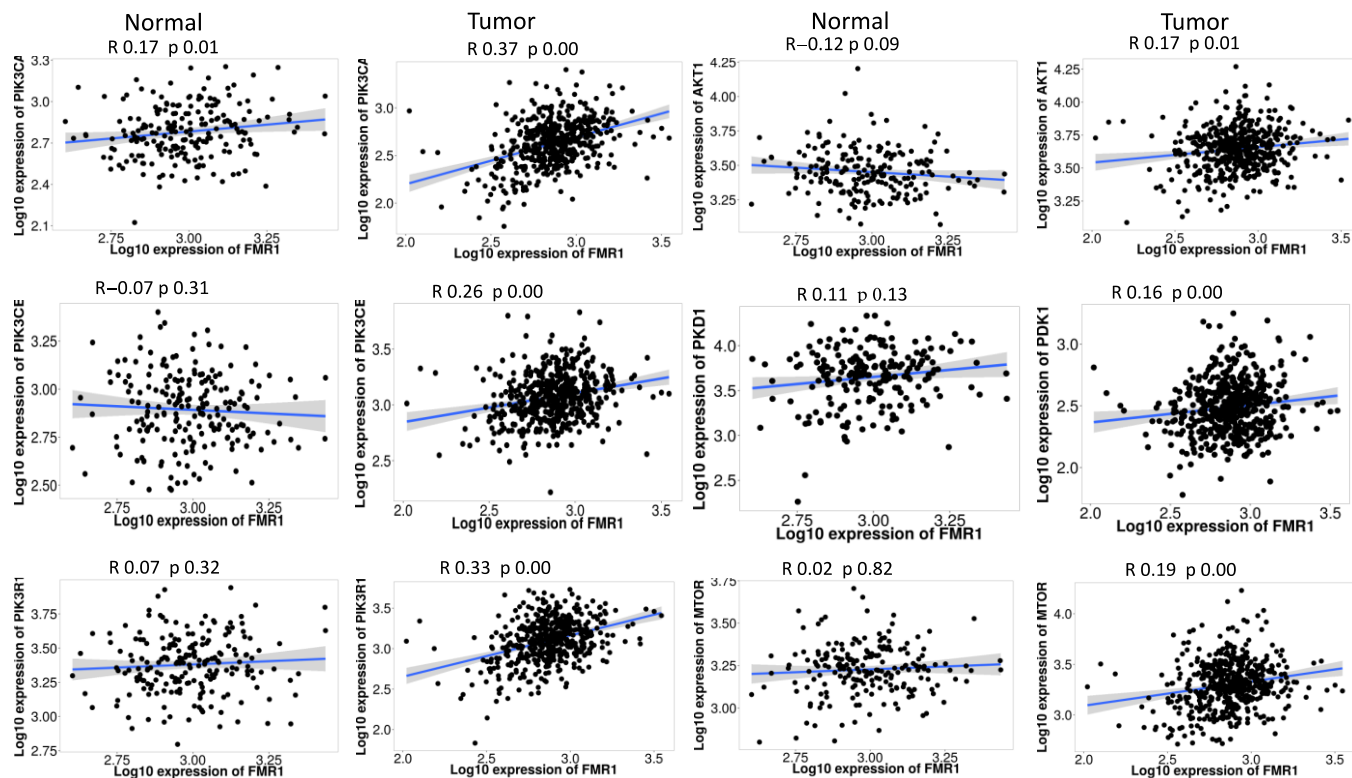 Normal
Tumor
Normal
Tumor
R 0.17 p 0.01
R 0.37 p 0.00
R−0.12 p 0.09
R 0.17 p 0.01
Log10 expression of PIK3CA
3.3
3.0
2.7
2.4
2.1
2.75
3.00
3.25
Log10 expression of FMR1
Log10 expression of PIK3CA
3.0
2.5
2.0
2.0
2.5
3.0
3.5
Log10 expression of FMR1
Log10 expression of AKT1
4.25
4.00
3.75
3.50
3.25
2.75
3.00
3.25
Log10 expression of FMR1
Log10 expression of AKT1
4.25
4.00
3.75
3.50
3.25
2.0
2.5
3.0
3.5
Log10 expression of FMR1
R−0.07 p 0.31
R 0.26 p 0.00
R 0.11 p 0.13
R 0.16 p 0.00
Log10 expression of PIK3CE
3.25
3.00
2.75
2.50
2.75
3.00
3.25
Log10 expression of FMR1
Log10 expression of PIK3CE
3.5
3.0
2.5
2.0
2.5
3.0
3.5
Log10 expression of FMR1
Log10 expression of PKD1
4.0
3.5
3.0
2.5
2.75
3.00
3.25
Log10 expression of FMR1
Log10 expression of PDK1
3.0
2.5
2.0
2.0
2.5
3.0
3.5
Log10 expression of FMR1
R 0.07 p 0.32
R 0.33 p 0.00
R 0.02 p 0.82
R 0.19 p 0.00
Log10 expression of PIK3R1
3.75
3.50
3.25
3.00
2.75
2.75
3.00
3.25
Log10 expression of FMR1
Log10 expression of PIK3R1
3.5
3.0
2.5
2.0
2.0
2.5
3.0
3.5
Log10 expression of FMR1
Log10 expression of MTOR
3.75
3.50
3.25
3.00
2.75
3.00
3.25
Log10 expression of FMR1
Log10 expression of MTOR
4.0
3.5
3.0
2.0
2.5
3.0
3.5
Log10 expression of FMR1